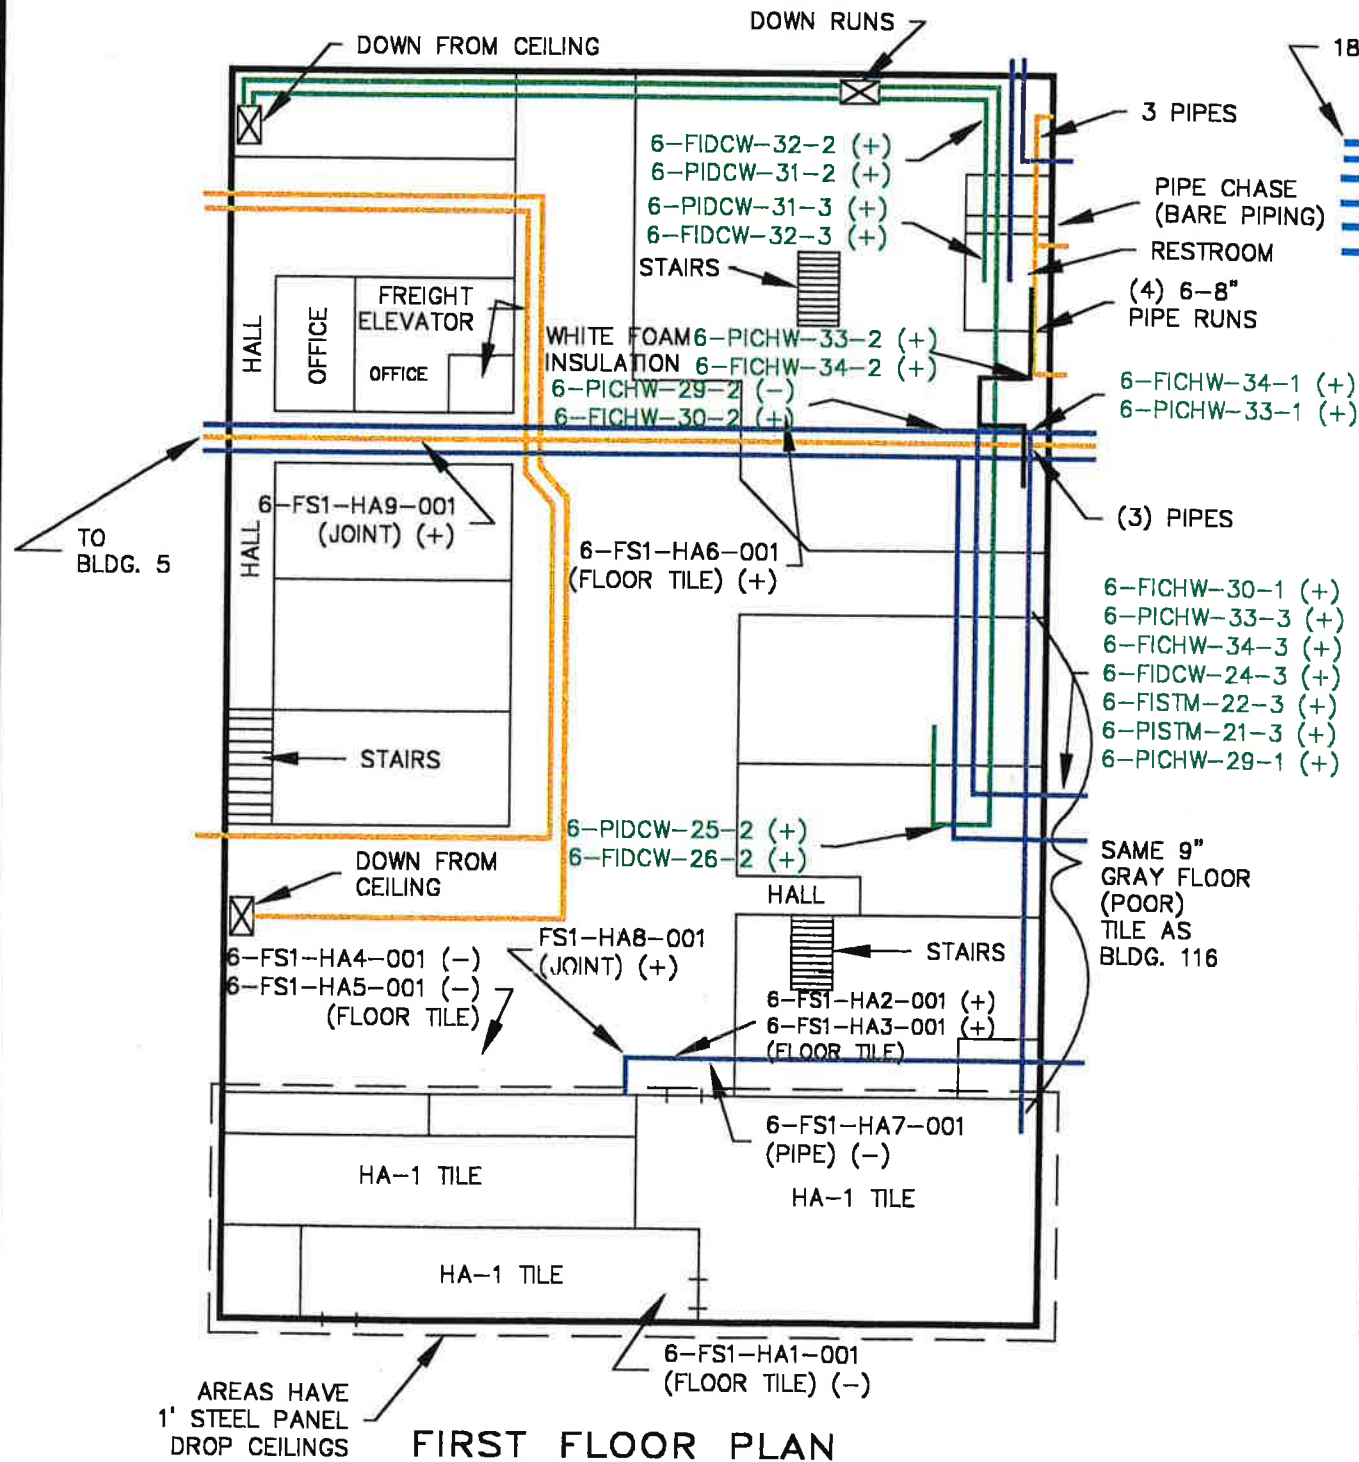 DOWN RUNS
DOWN FROM CEILING
18
3 PIPES
6-FIDCW-32-2 (+)
6-PIDCW-31-2 (+)
6-PIDCW-31-3 (+)
6-FIDCW-32-3 (+)
PIPE CHASE
(BARE PIPING)
RESTROOM
STAIRS
(4) 6-8"
PIPE RUNS
FREIGHT
ELEVATOR
HALL
OFFICE
OFFICE
WHITE FOAM
INSULATION
6-PICHW-33-2 (+)
6-FICHW-34-2 (+)
6-PICHW-29-2 (-)
6-FICHW-30-2 (+)
6-FICHW-34-1 (+)
6-PICHW-33-1 (+)
6-FS1-HA9-001
(JOINT) (+)
(3) PIPES
TO
BLDG. 5
HALL
6-FS1-HA6-001
(FLOOR TILE) (+)
6-FICHW-30-1 (+)
6-PICHW-33-3 (+)
6-FICHW-34-3 (+)
6-FIDCW-24-3 (+)
6-FISTM-22-3 (+)
6-PISTM-21-3 (+)
6-PICHW-29-1 (+)
STAIRS
6-PIDCW-25-2 (+)
6-FIDCW-26-2 (+)
DOWN FROM
CEILING
SAME 9"
GRAY FLOOR
(POOR)
TILE AS
BLDG. 116
HALL
STAIRS
6-FS1-HA4-001 (-)
6-FS1-HA5-001 (-)
(FLOOR TILE)
FS1-HA8-001
(JOINT) (+)
6-FS1-HA2-001 (+)
6-FS1-HA3-001 (+)
(FLOOR TILE)
6-FS1-HA7-001
(PIPE) (-)
HA-1 TILE
HA-1 TILE
HA-1 TILE
6-FS1-HA1-001
(FLOOR TILE) (-)
AREAS HAVE
1' STEEL PANEL
DROP CEILINGS
FIRST FLOOR PLAN